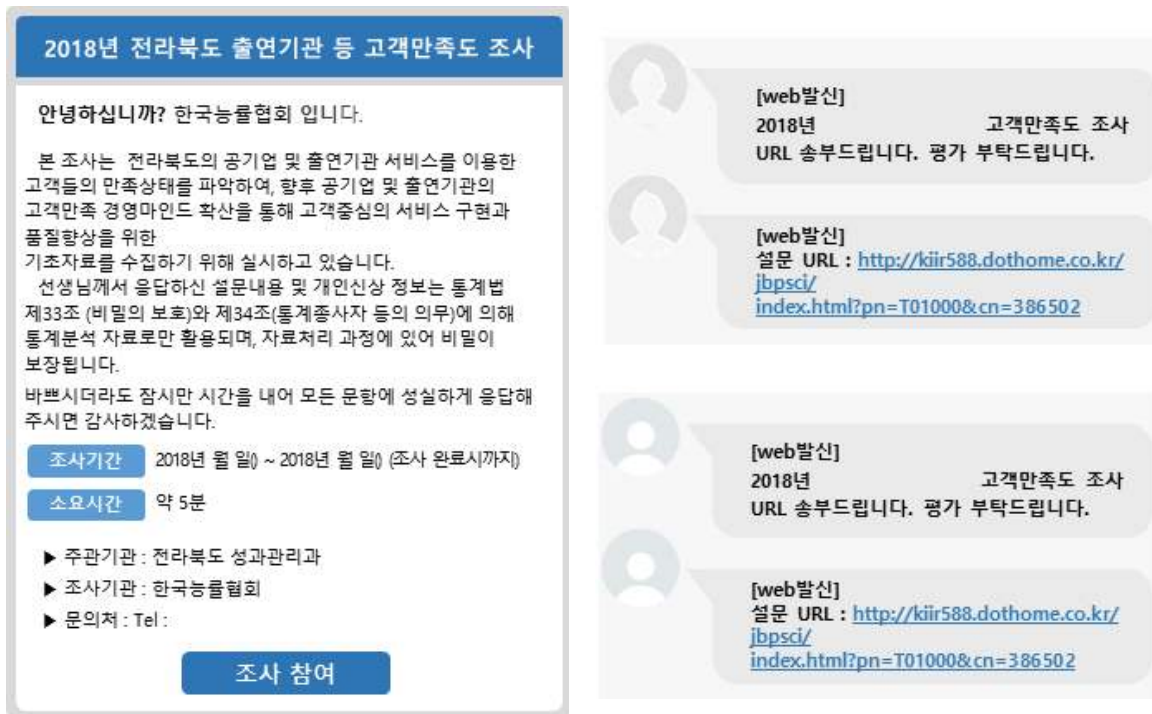 2018년 전라북도 출연기관 등 고객만족도 조사
안녕하십니까? 한국능률협회 입니다.
본 조사는 전라북도의 공기업 및 출연기관 서비스를 이용한
고객들의 만족상태를 파악하여, 향후 공기업 및 출연기관의
고객만족 경영마인드 확산을 통해 고객중심의 서비스 구현과
품질향상을 위한
기초자료를 수집하기 위해 실시하고 있습니다.
선생님께서 응답하신 설문내용 및 개인신상 정보는 통계법
제33조 (비밀의 보호)와 제34조(통계종사자 등의 의무)에 의해
통계분석 자료로만 활용되며, 자료처리 과정에 있어 비밀이
보장됩니다.
바쁘시더라도 잠시만 시간을 내어 모든 문항에 성실하게 응답해
주시면 감사하겠습니다.
조사기간 2018년 월 일() ~ 2018년 월 일() (조사 완료시까지)
소요시간 약 5분
▶ 주관기관 : 전라북도 성과관리과
▶ 조사기관 : 한국능률협회
▶ 문의처 : Tel :
조사 참여
[web발신]
2018년 고객만족도 조사
URL 송부드립니다. 평가 부탁드립니다.
[web발신]
설문 URL : http://kiir588.dothome.co.kr/
jbpsci/
index.html?pn=T01000&cn=386502
[web발신]
2018년 고객만족도 조사
URL 송부드립니다. 평가 부탁드립니다.
[web발신]
설문 URL : http://kiir588.dothome.co.kr/
jbpsci/
index.html?pn=T01000&cn=386502